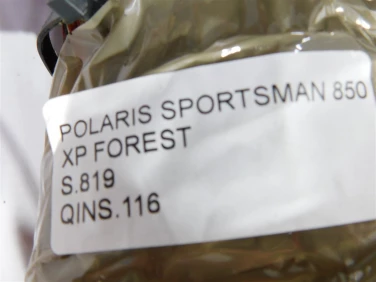 POLARIS SPORTSMAN 850
XP FOREST
S.819
QINS.116